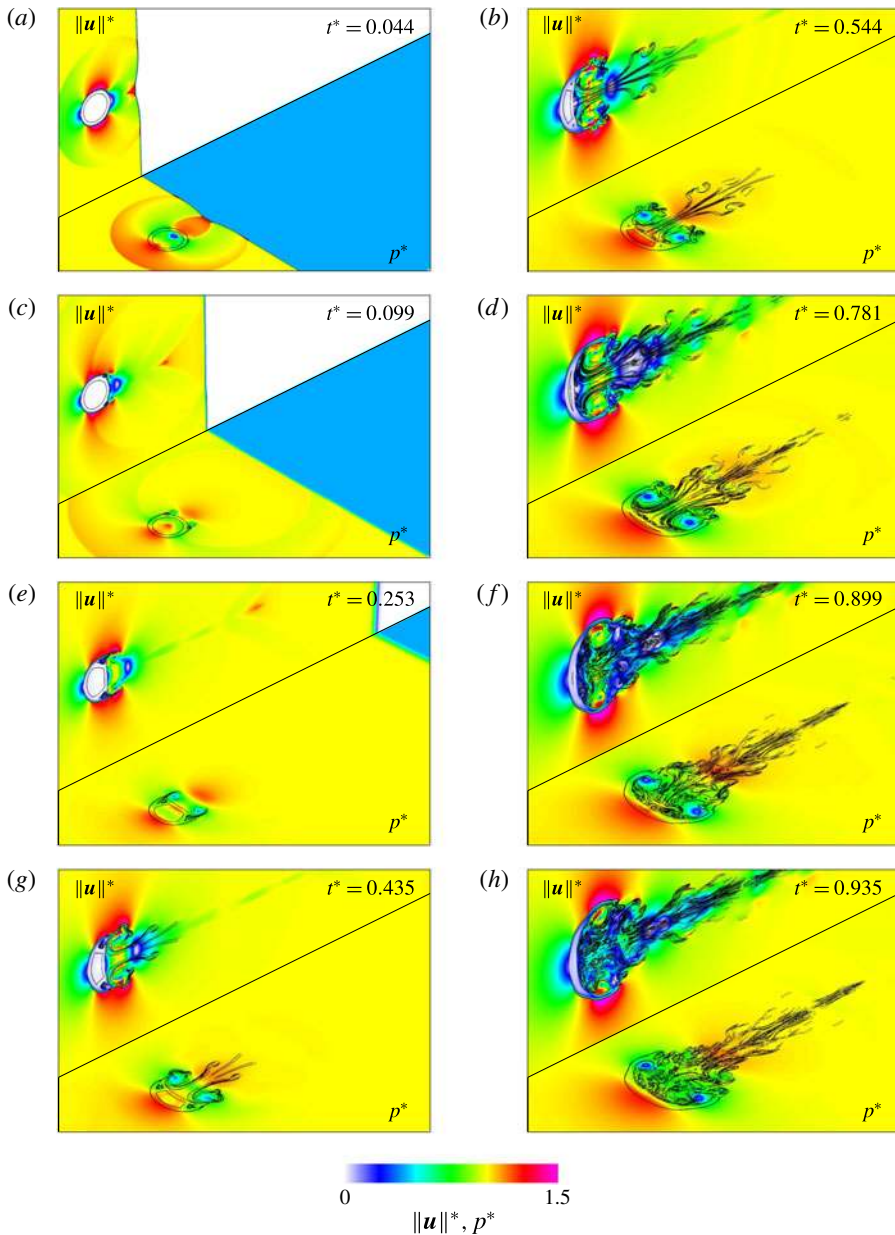 (a) ‖u‖* t* = 0.044
p*
(b) ‖u‖* t* = 0.544
p*
(c) ‖u‖* t* = 0.099
p*
(d) ‖u‖* t* = 0.781
p*
(e) ‖u‖* t* = 0.253
p*
(f) ‖u‖* t* = 0.899
p*
(g) ‖u‖* t* = 0.435
p*
(h) ‖u‖* t* = 0.935
p*
0 1.5
‖u‖*, p*